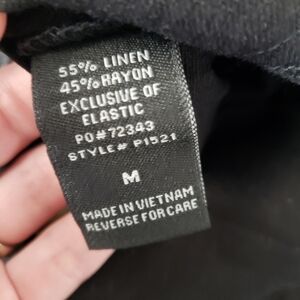 55% LINEN
45% RAYON
EXCLUSIVE OF
ELASTIC
PO#72343
STYLE# P1521
M
MADE IN VIETNAM
REVERSE FOR CARE